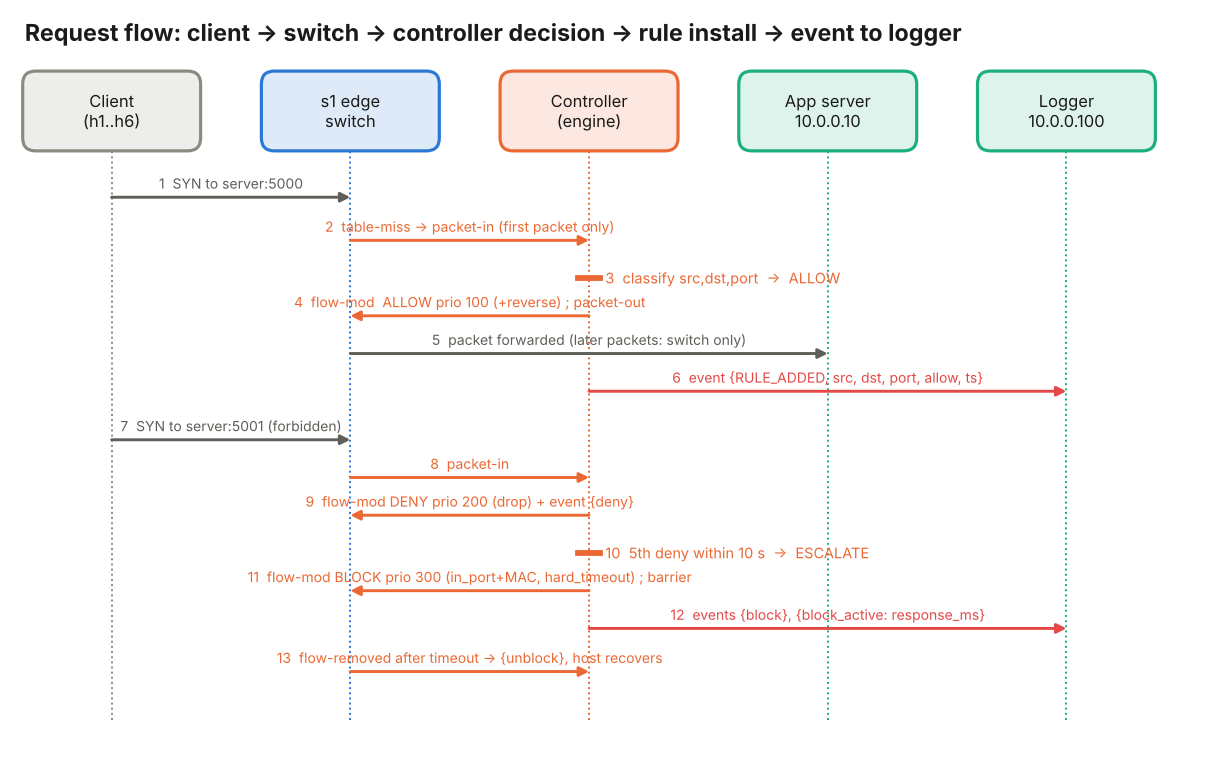 Request flow: client → switch → controller decision → rule install → event to logger
Client
(h1..h6)
s1 edge
switch
Controller
(engine)
App server
10.0.0.10
Logger
10.0.0.100
1  SYN to server:5000
2  table-miss → packet-in (first packet only)
3  classify src,dst,port  →  ALLOW
4  flow-mod  ALLOW prio 100 (+reverse) ; packet-out
5  packet forwarded (later packets: switch only)
6  event {RULE_ADDED, src, dst, port, allow, ts}
7  SYN to server:5001 (forbidden)
8  packet-in
9  flow-mod DENY prio 200 (drop) + event {deny}
10  5th deny within 10 s  →  ESCALATE
11  flow-mod BLOCK prio 300 (in_port+MAC, hard_timeout) ; barrier
12  events {block}, {block_active: response_ms}
13  flow-removed after timeout → {unblock}, host recovers